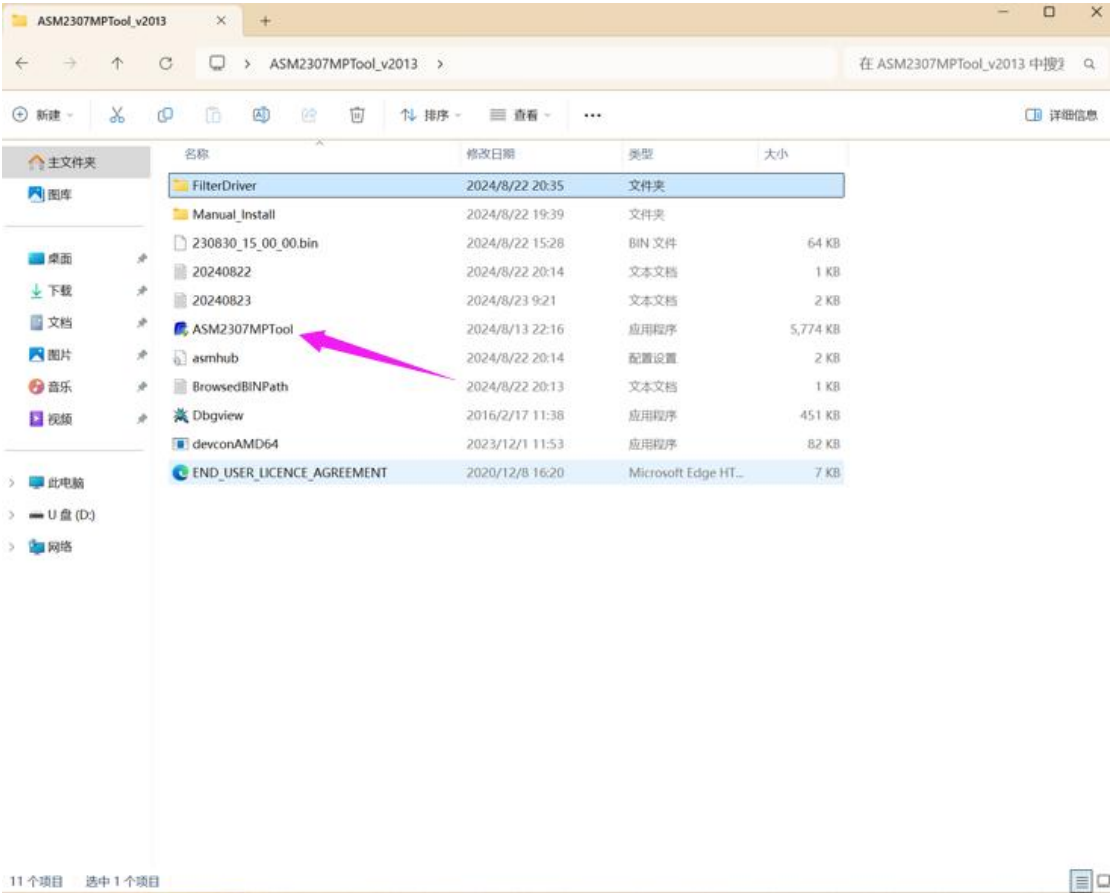 ASM2307MPTool_v2013
ASM2307MPTool_v2013
在 ASM2307MPTool_v2013 中搜
新建 排序 查看 详细信息
名称 修改日期 类型 大小
主文件夹
图库
桌面
下载
文档
图片
音乐
视频
此电脑
U 盘 (D:)
网络
FilterDriver 2024/8/22 20:35 文件夹
Manual_Install 2024/8/22 19:39 文件夹
230830_15_00_00.bin 2024/8/22 15:28 BIN 文件 64 KB
20240822 2024/8/22 20:14 文本文档 1 KB
20240823 2024/8/23 9:21 文本文档 2 KB
ASM2307MPTool 2024/8/13 22:16 应用程序 5,774 KB
asmhub 2024/8/22 20:14 配置设置 2 KB
BrowsedBINPath 2024/8/22 20:13 文本文档 1 KB
Dbgview 2016/2/17 11:38 应用程序 451 KB
devconAMD64 2023/12/1 11:53 应用程序 82 KB
END_USER_LICENCE_AGREEMENT 2020/12/8 16:20 Microsoft Edge HT... 7 KB
11 个项目 选中 1 个项目